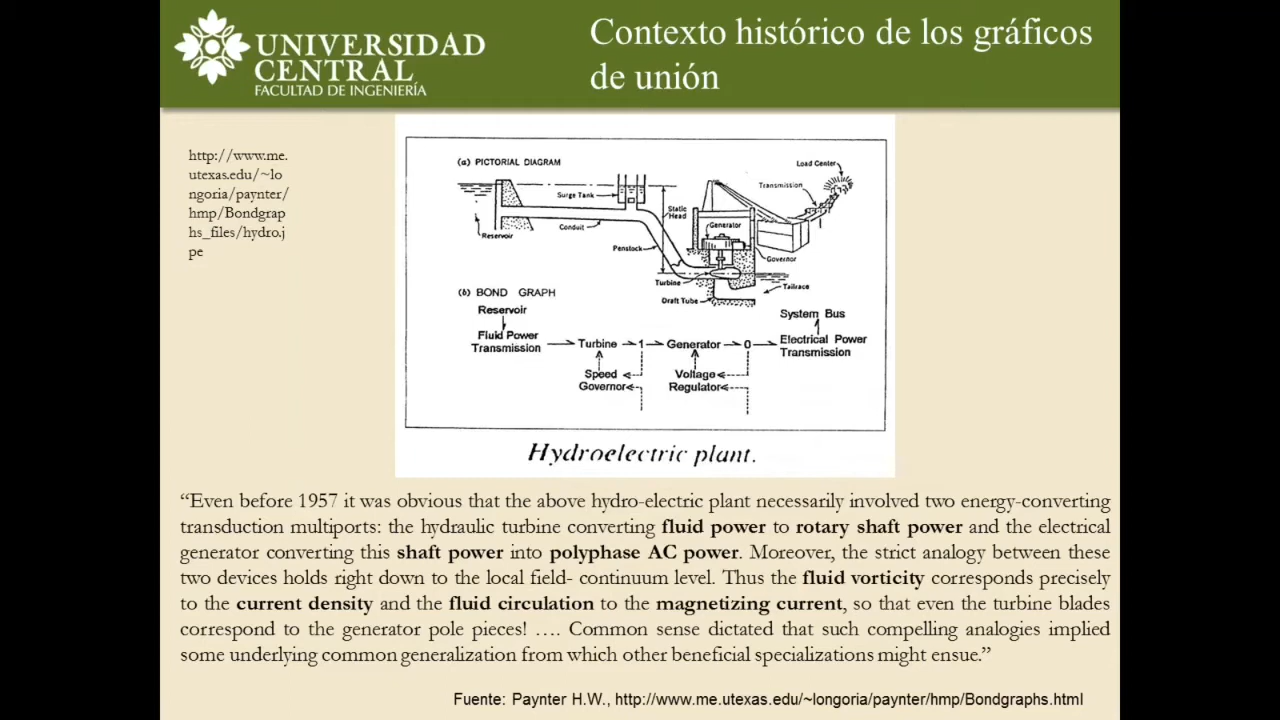 UNIVERSIDAD
CENTRAL
FACULTAD DE INGENIERÍA
Contexto histórico de los gráficos
de unión
http://www.me.
utexas.edu/~lo
ngoria/paynter/
hmp/Bondgrap
hs_files/hydro.j
pe
(a) PICTORIAL DIAGRAM
Load Center
Transmission
Surge Tank
Static
Head
Generator
Reservoir
Conduit
Penstock
Governor
Turbine
Tailrace
Draft Tube
(b) BOND GRAPH
Reservoir
System Bus
Fluid Power
Transmission
Turbine
1
Generator
0
Electrical Power
Transmission
Speed
Governor
Voltage
Regulator
Hydroelectric plant.
“Even before 1957 it was obvious that the above hydro-electric plant necessarily involved two energy-converting
transduction multiports: the hydraulic turbine converting fluid power to rotary shaft power and the electrical
generator converting this shaft power into polyphase AC power. Moreover, the strict analogy between these
two devices holds right down to the local field- continuum level. Thus the fluid vorticity corresponds precisely
to the current density and the fluid circulation to the magnetizing current, so that even the turbine blades
correspond to the generator pole pieces! …. Common sense dictated that such compelling analogies implied
some underlying common generalization from which other beneficial specializations might ensue.”
Fuente: Paynter H.W., http://www.me.utexas.edu/~longoria/paynter/hmp/Bondgraphs.html